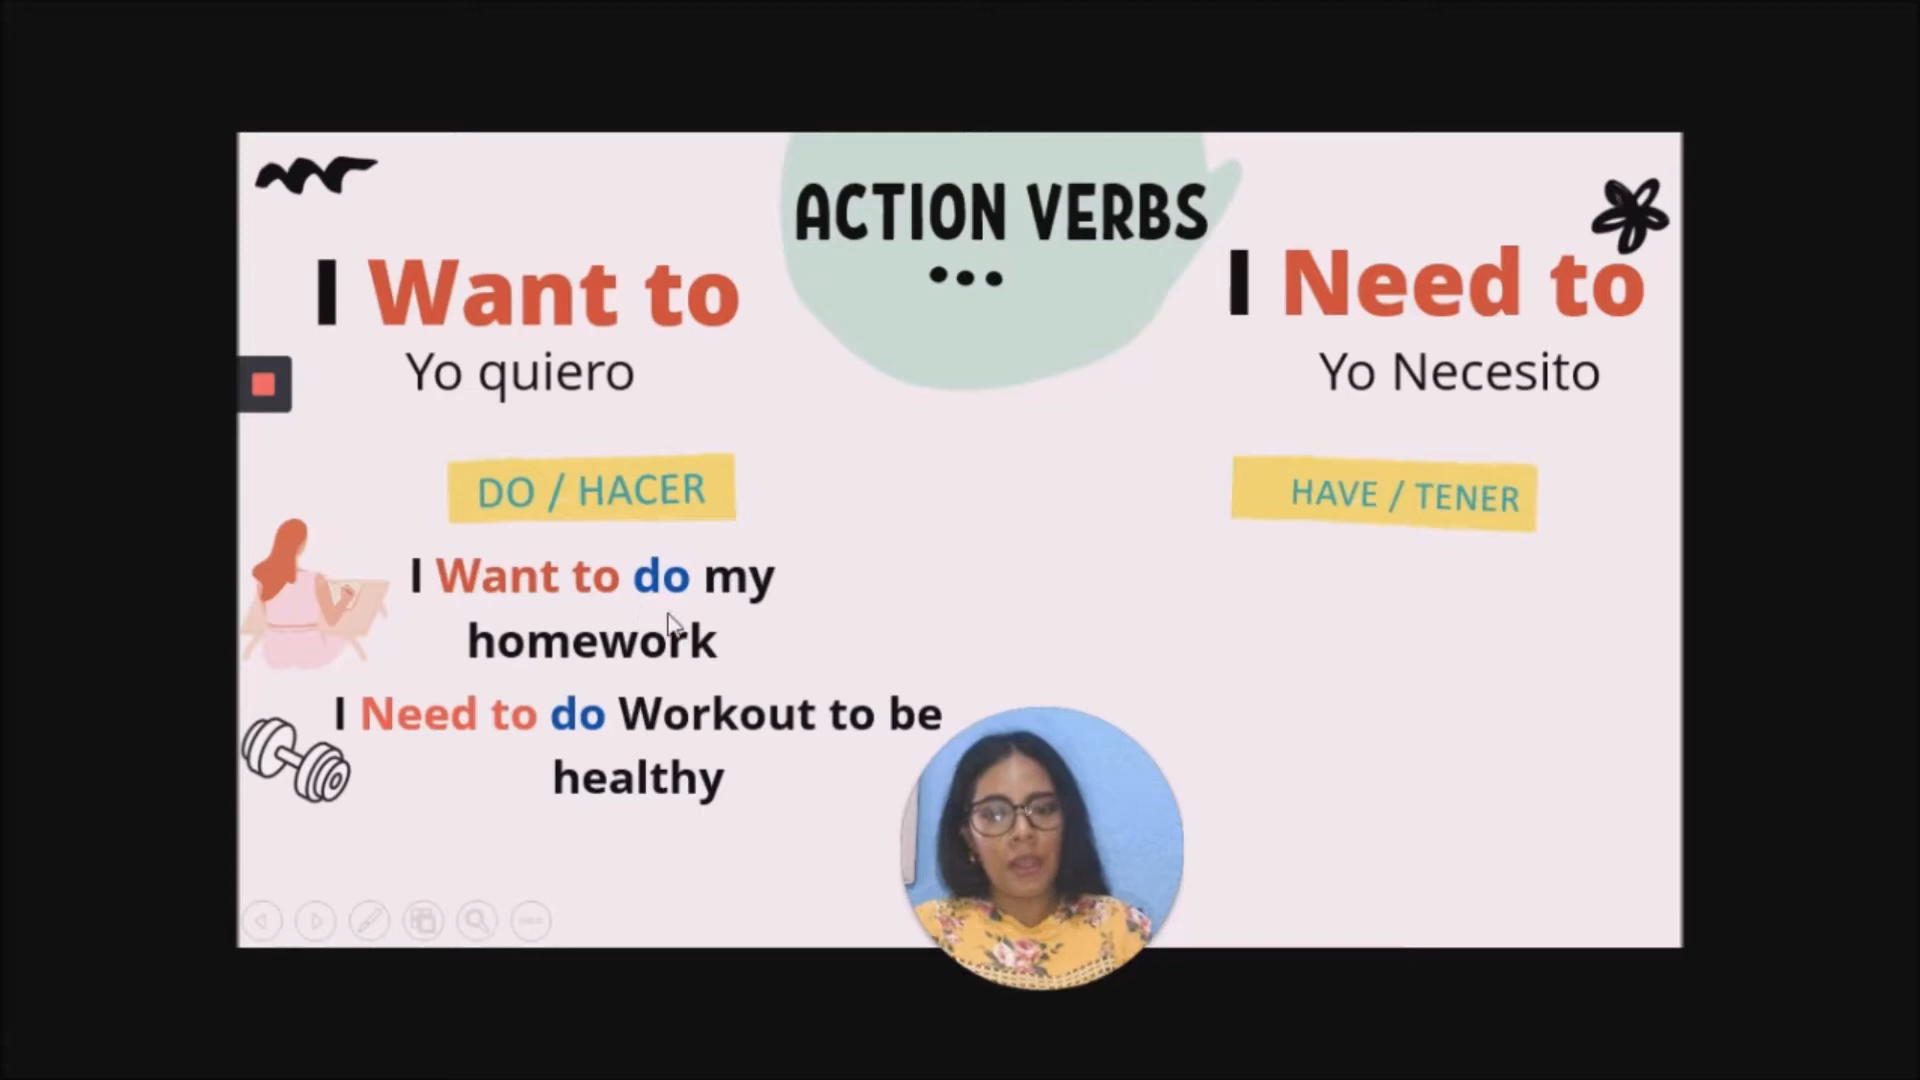 ACTION VERBS
I Want to
Yo quiero
I Need to
Yo Necesito
DO / HACER
HAVE / TENER
I Want to do my
homework
I Need to do Workout to be
healthy